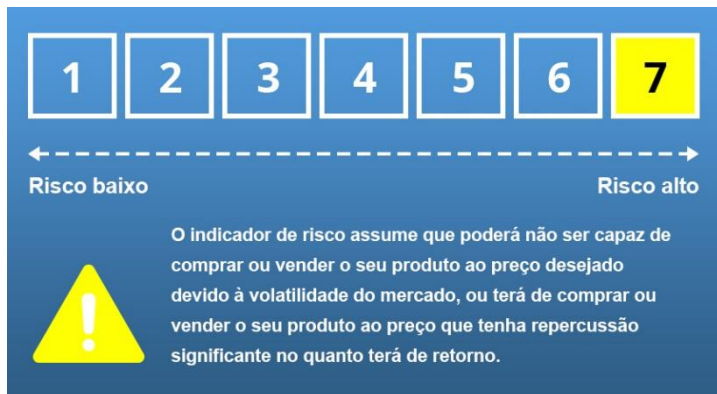 1 2 3 4 5 6 7
Risco baixo Risco alto
O indicador de risco assume que poderá não ser capaz de
comprar ou vender o seu produto ao preço desejado
devido à volatilidade do mercado, ou terá de comprar ou
vender o seu produto ao preço que tenha repercussão
significante no quanto terá de retorno.